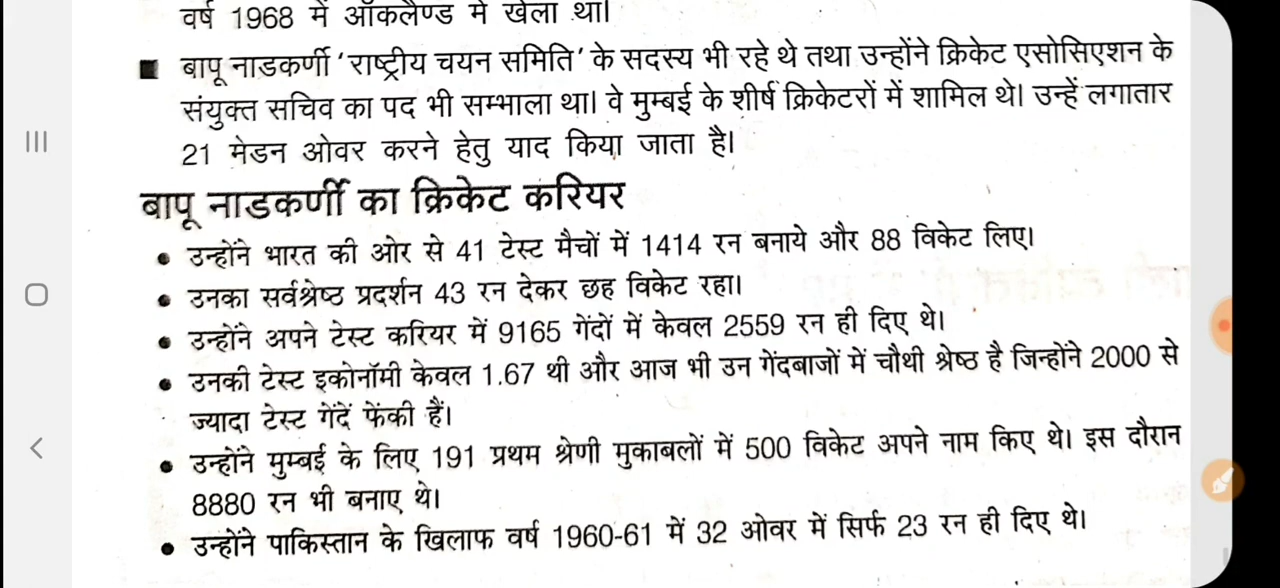 वर्ष 1968 में ऑकलैण्ड में खेला था।
बापू नाडकर्णी ‘राष्ट्रीय चयन समिति’ के सदस्य भी रहे थे तथा उन्होंने क्रिकेट एसोसिएशन के
संयुक्त सचिव का पद भी सम्भाला था। वे मुम्बई के शीर्ष क्रिकेटरों में शामिल थे। उन्हें लगातार
21 मेडन ओवर करने हेतु याद किया जाता है।
बापू नाडकर्णी का क्रिकेट करियर
• उन्होंने भारत की ओर से 41 टेस्ट मैचों में 1414 रन बनाये और 88 विकेट लिए।
• उनका सर्वश्रेष्ठ प्रदर्शन 43 रन देकर छह विकेट रहा।
• उन्होंने अपने टेस्ट करियर में 9165 गेंदों में केवल 2559 रन ही दिए थे।
• उनकी टेस्ट इकोनॉमी केवल 1.67 थी और आज भी उन गेंदबाजों में चौथी श्रेष्ठ है जिन्होंने 2000 से
ज्यादा टेस्ट गेंदें फेंकी हैं।
• उन्होंने मुम्बई के लिए 191 प्रथम श्रेणी मुकाबलों में 500 विकेट अपने नाम किए थे। इस दौरान
8880 रन भी बनाए थे।
• उन्होंने पाकिस्तान के खिलाफ वर्ष 1960-61 में 32 ओवर में सिर्फ 23 रन ही दिए थे।